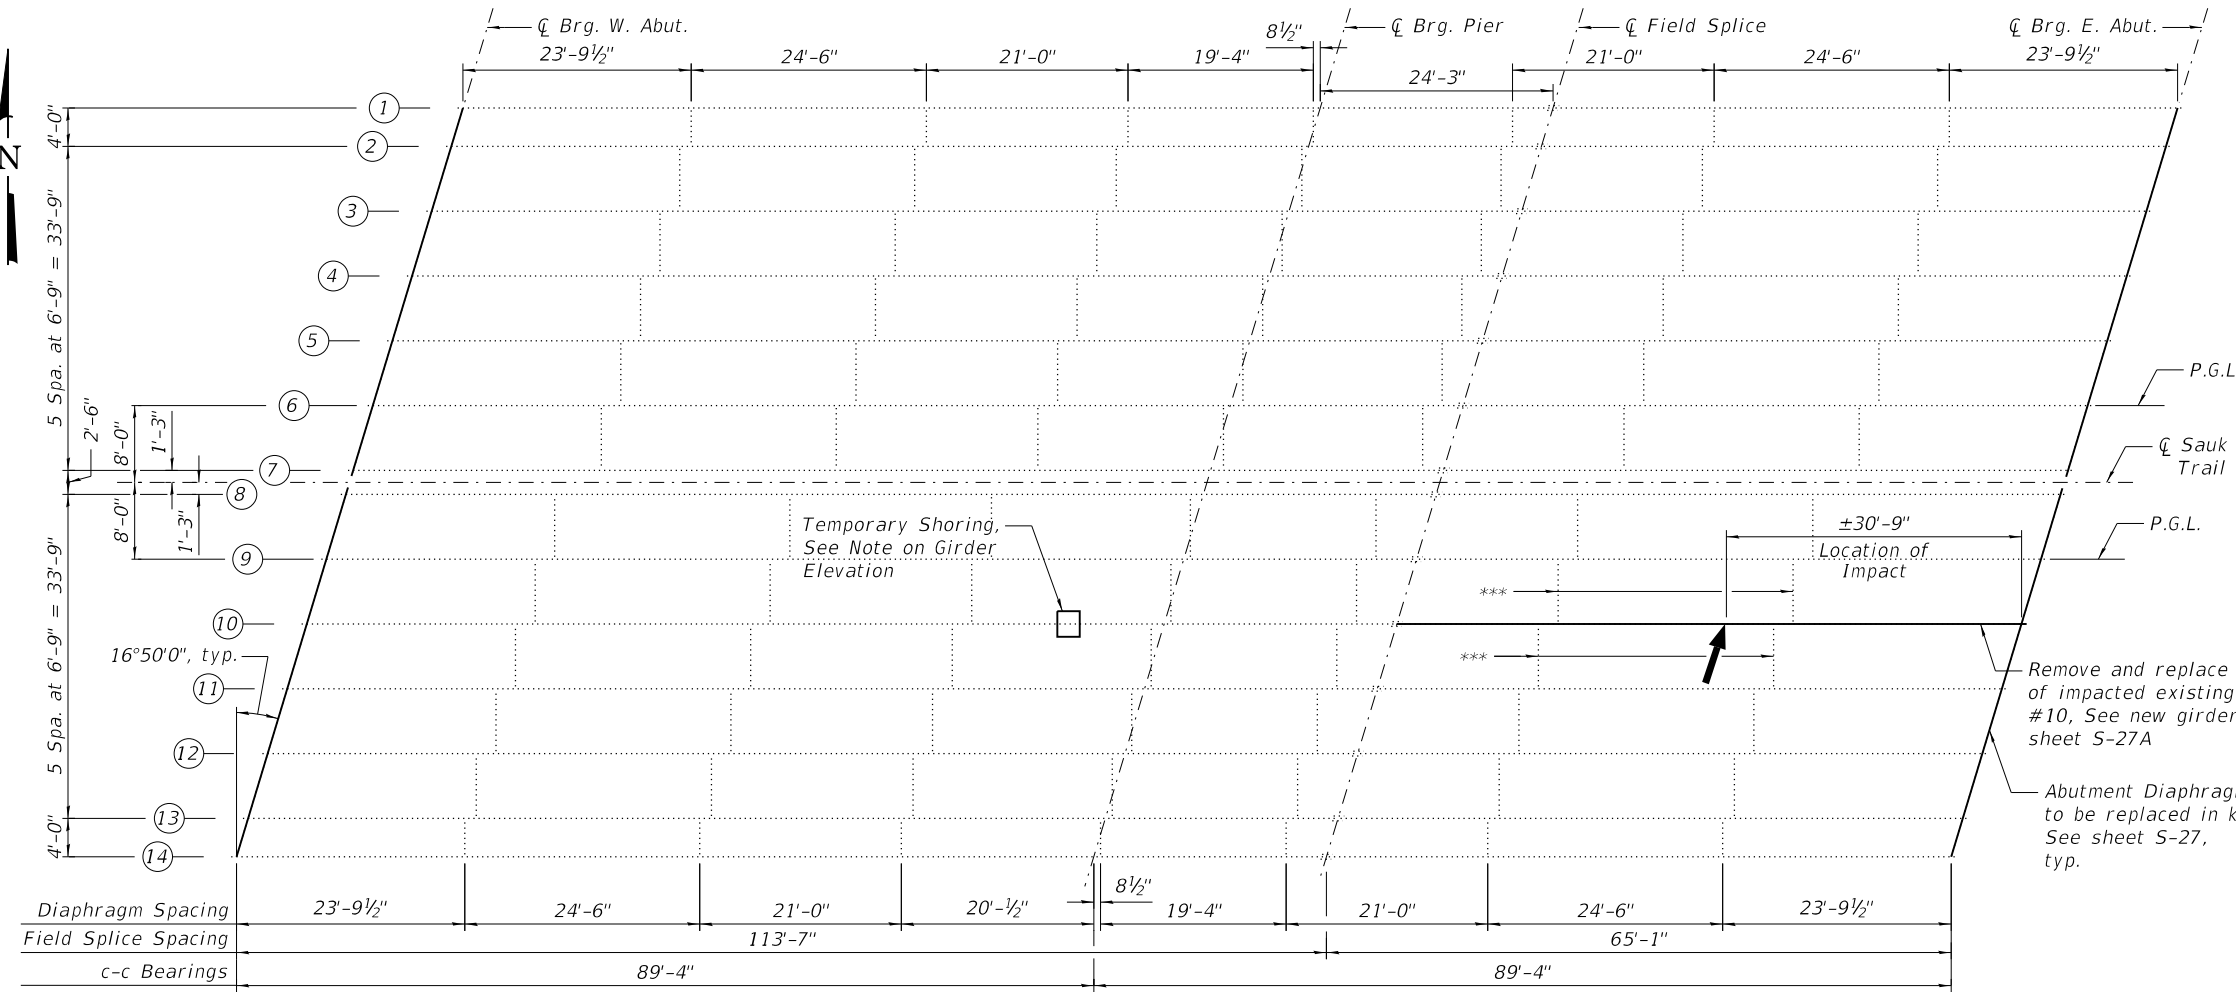 ℄ Brg. W. Abut.
8½"
℄ Brg. Pier
℄ Field Splice
℄ Brg. E. Abut.
23'-9½"
24'-6"
21'-0"
19'-4"
24'-3"
21'-0"
24'-6"
23'-9½"
N
4'-0"
5 Spa. at 6'-9" = 33'-9"
2'-6"
8'-0"
1'-3"
8'-0"
1'-3"
5 Spa. at 6'-9" = 33'-9"
4'-0"
1
2
3
4
5
6
7
8
9
10
11
12
13
14
16°50'0", typ.
P.G.L
℄ Sauk
Trail
P.G.L.
Temporary Shoring,
See Note on Girder
Elevation
±30'-9"
Location of
Impact
***
***
Remove and replace
of impacted existing
#10, See new girder
sheet S-27A
Abutment Diaphrag
to be replaced in k
See sheet S-27,
typ.
Diaphragm Spacing
23'-9½"
24'-6"
21'-0"
20'-½"
8½"
19'-4"
21'-0"
24'-6"
23'-9½"
Field Splice Spacing
113'-7"
65'-1"
c-c Bearings
89'-4"
89'-4"